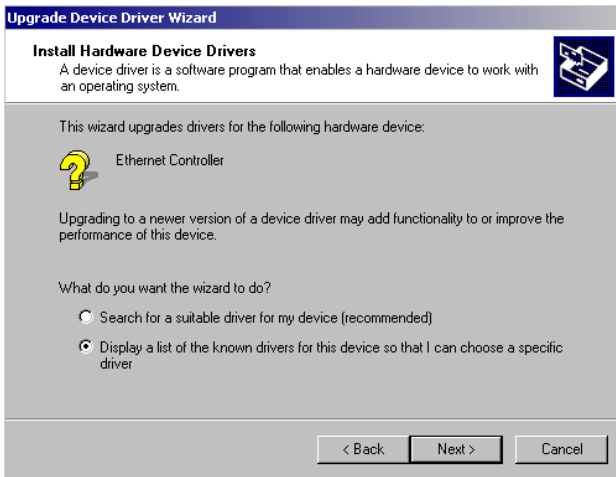 Upgrade Device Driver Wizard
Install Hardware Device Drivers
A device driver is a software program that enables a hardware device to work with
an operating system.
This wizard upgrades drivers for the following hardware device:
Ethernet Controller
Upgrading to a newer version of a device driver may add functionality to or improve the
performance of this device.
What do you want the wizard to do?
Search for a suitable driver for my device (recommended)
Display a list of the known drivers for this device so that I can choose a specific
driver
< Back
Next >
Cancel